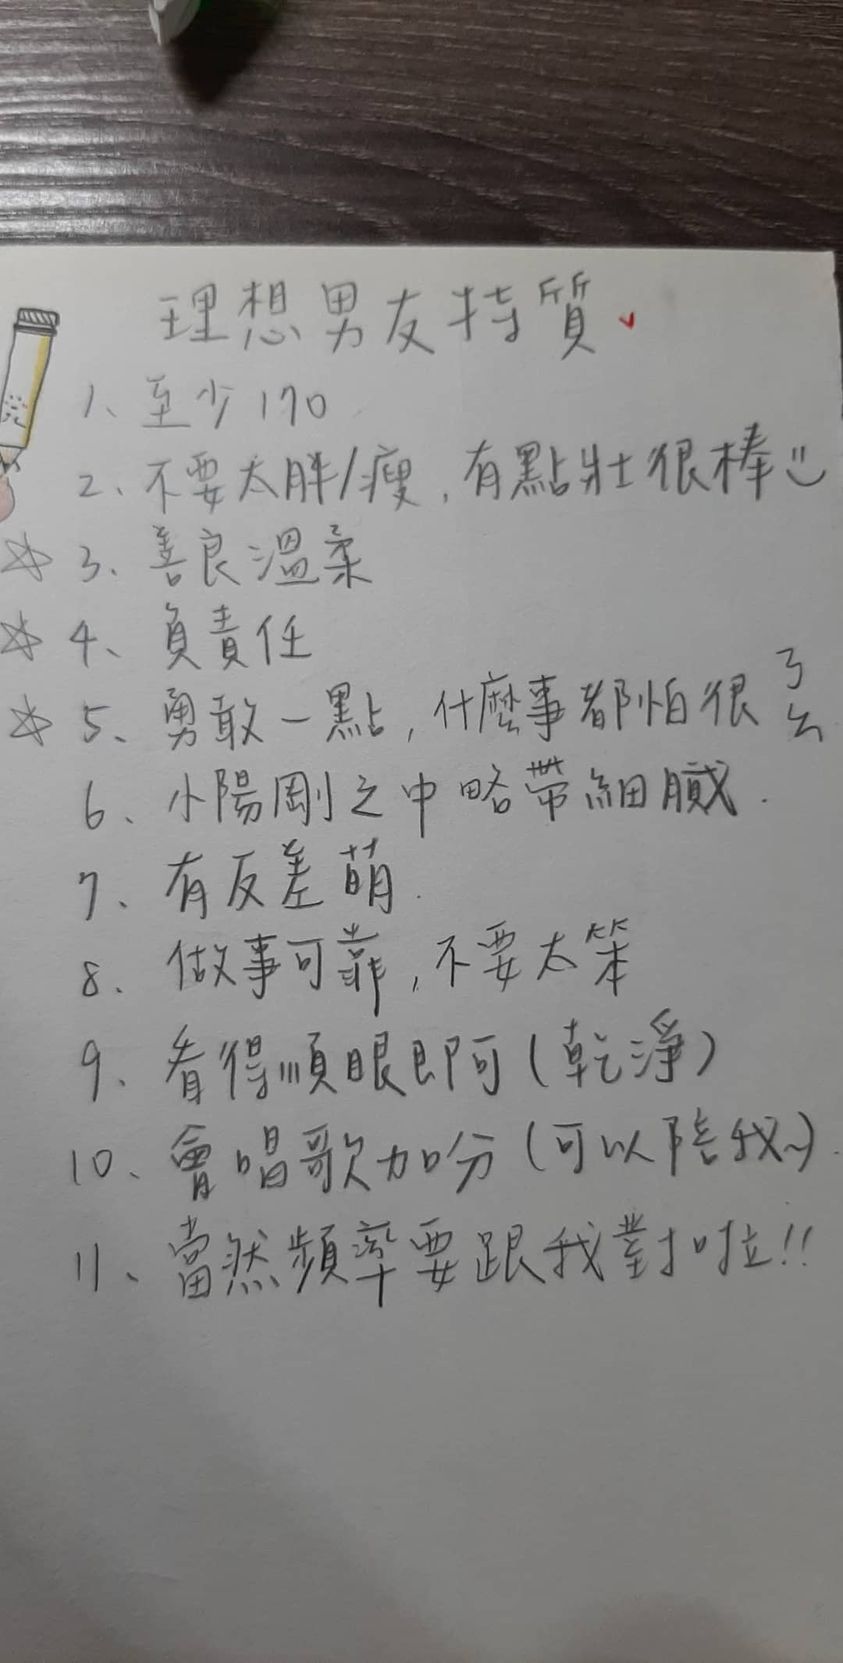 理想男友特質
1、至少170
2、不要太胖/瘦,有點壯很棒
☆ 3、善良溫柔
☆ 4、負責任
☆ 5、勇敢一點,什麼事都怕很ㄋㄠ
6、小陽剛之中略帶細膩.
7、有反差萌.
8、做事可靠,不要太笨
9、看得順眼即可(乾淨)
10、會唱歌加分(可以陪我~).
11、當然頻率要跟我對啦!!